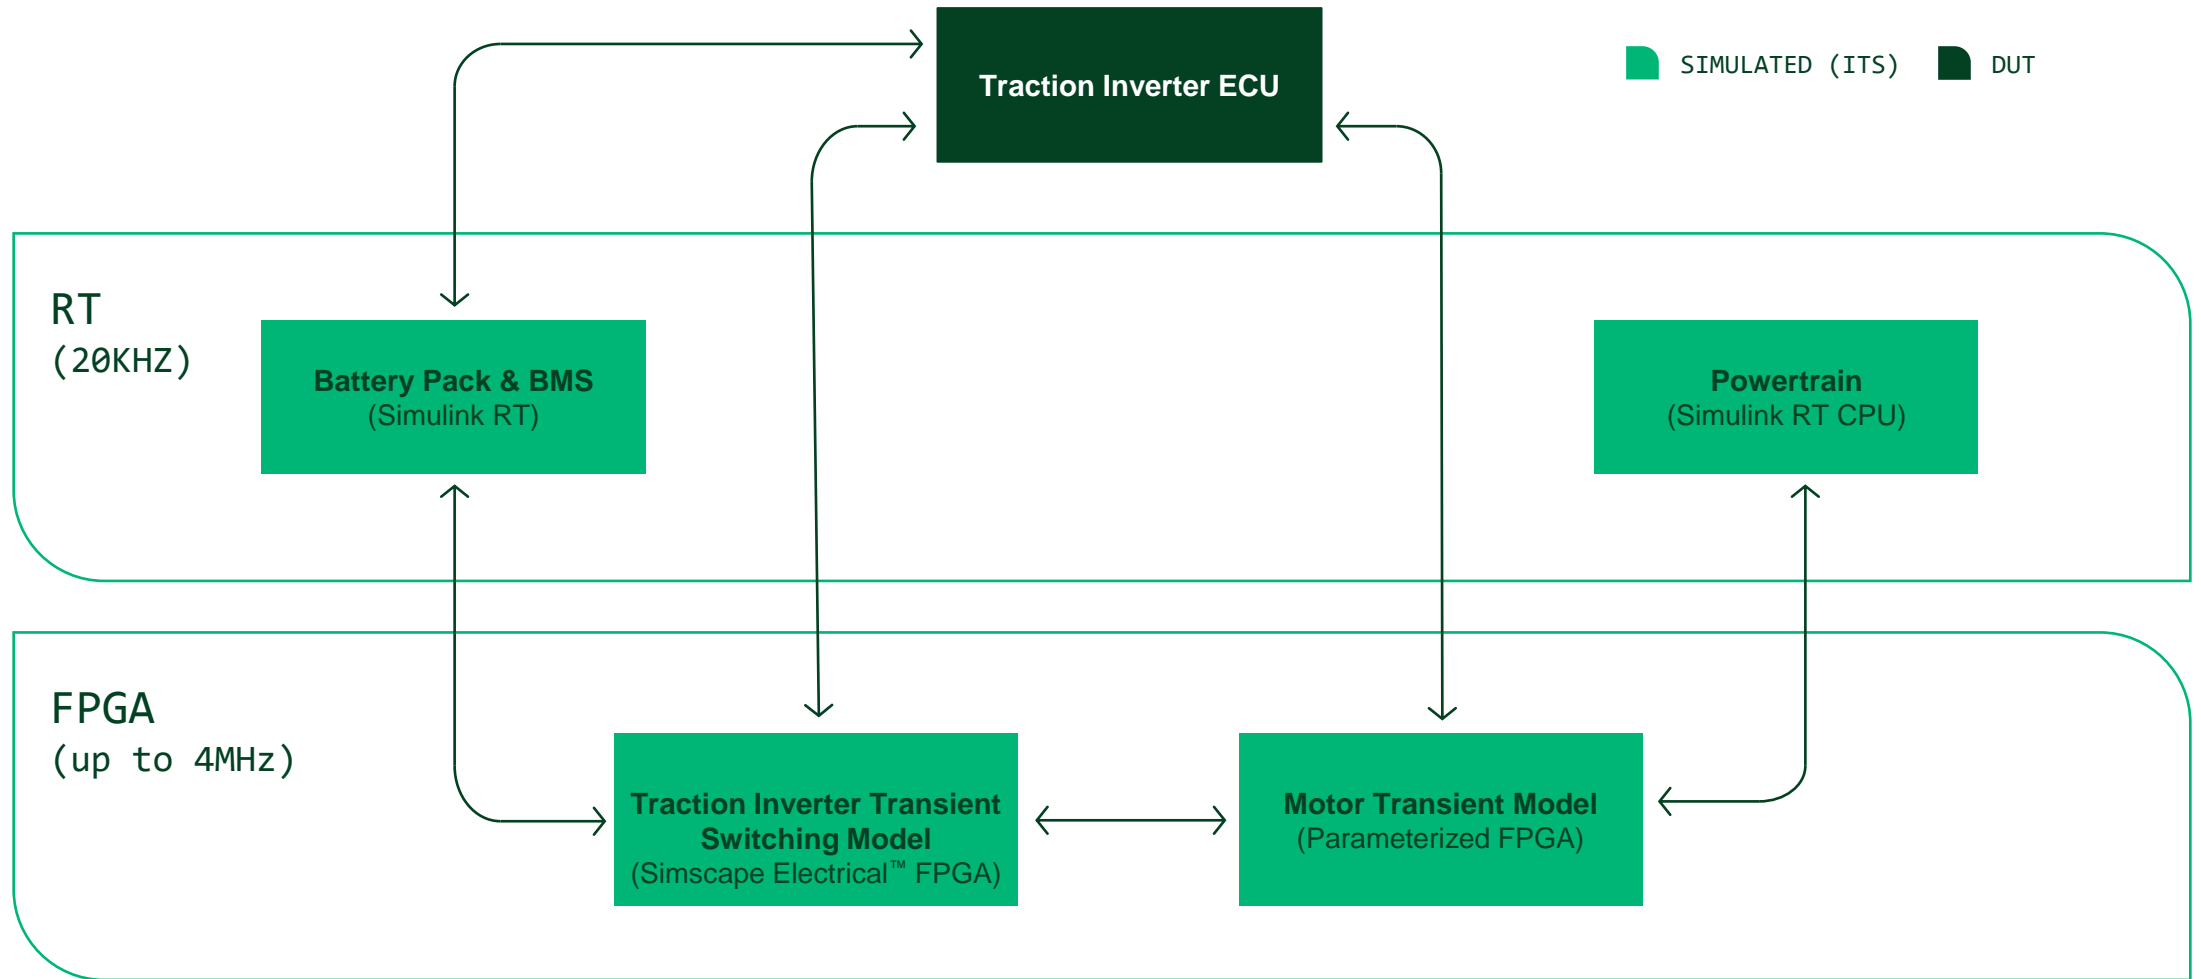 Traction Inverter ECU
SIMULATED (ITS)
DUT
RT
(20KHZ)
Battery Pack & BMS
(Simulink RT)
Powertrain
(Simulink RT CPU)
FPGA
(up to 4MHz)
Traction Inverter Transient
Switching Model
(Simscape Electrical™ FPGA)
Motor Transient Model
(Parameterized FPGA)